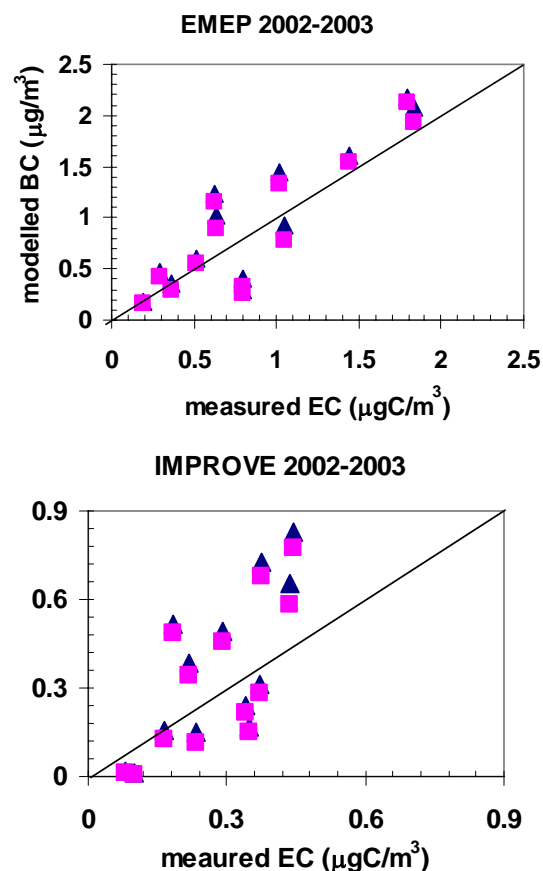 EMEP 2002-2003
2.5
2
1.5
1
0.5
0
modelled BC (μg/m³)
0 0.5 1 1.5 2 2.5
measured EC (μgC/m³)
IMPROVE 2002-2003
0.9
0.6
0.3
0
0 0.3 0.6 0.9
meaured EC (μgC/m³)